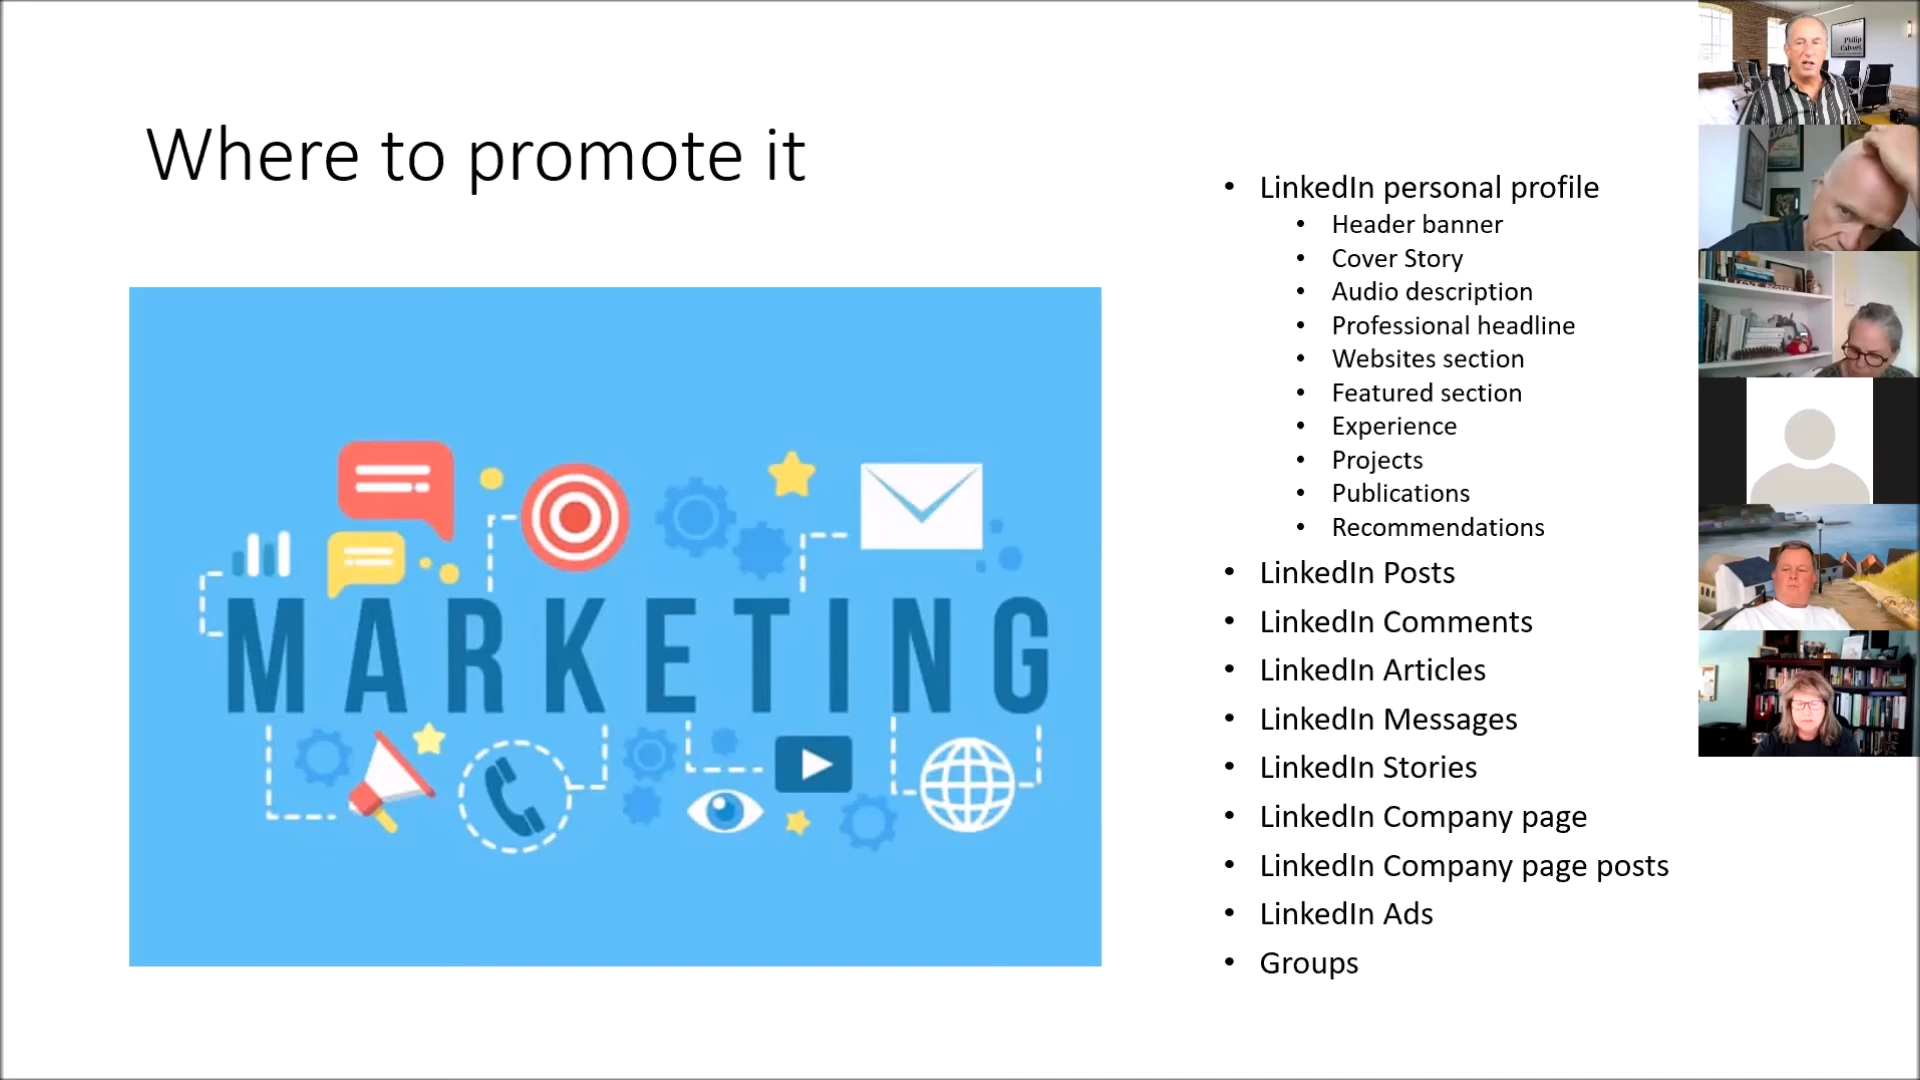 Where to promote it
MARKETING
• LinkedIn personal profile
• Header banner
• Cover Story
• Audio description
• Professional headline
• Websites section
• Featured section
• Experience
• Projects
• Publications
• Recommendations
• LinkedIn Posts
• LinkedIn Comments
• LinkedIn Articles
• LinkedIn Messages
• LinkedIn Stories
• LinkedIn Company page
• LinkedIn Company page posts
• LinkedIn Ads
• Groups
Philip
Calvert